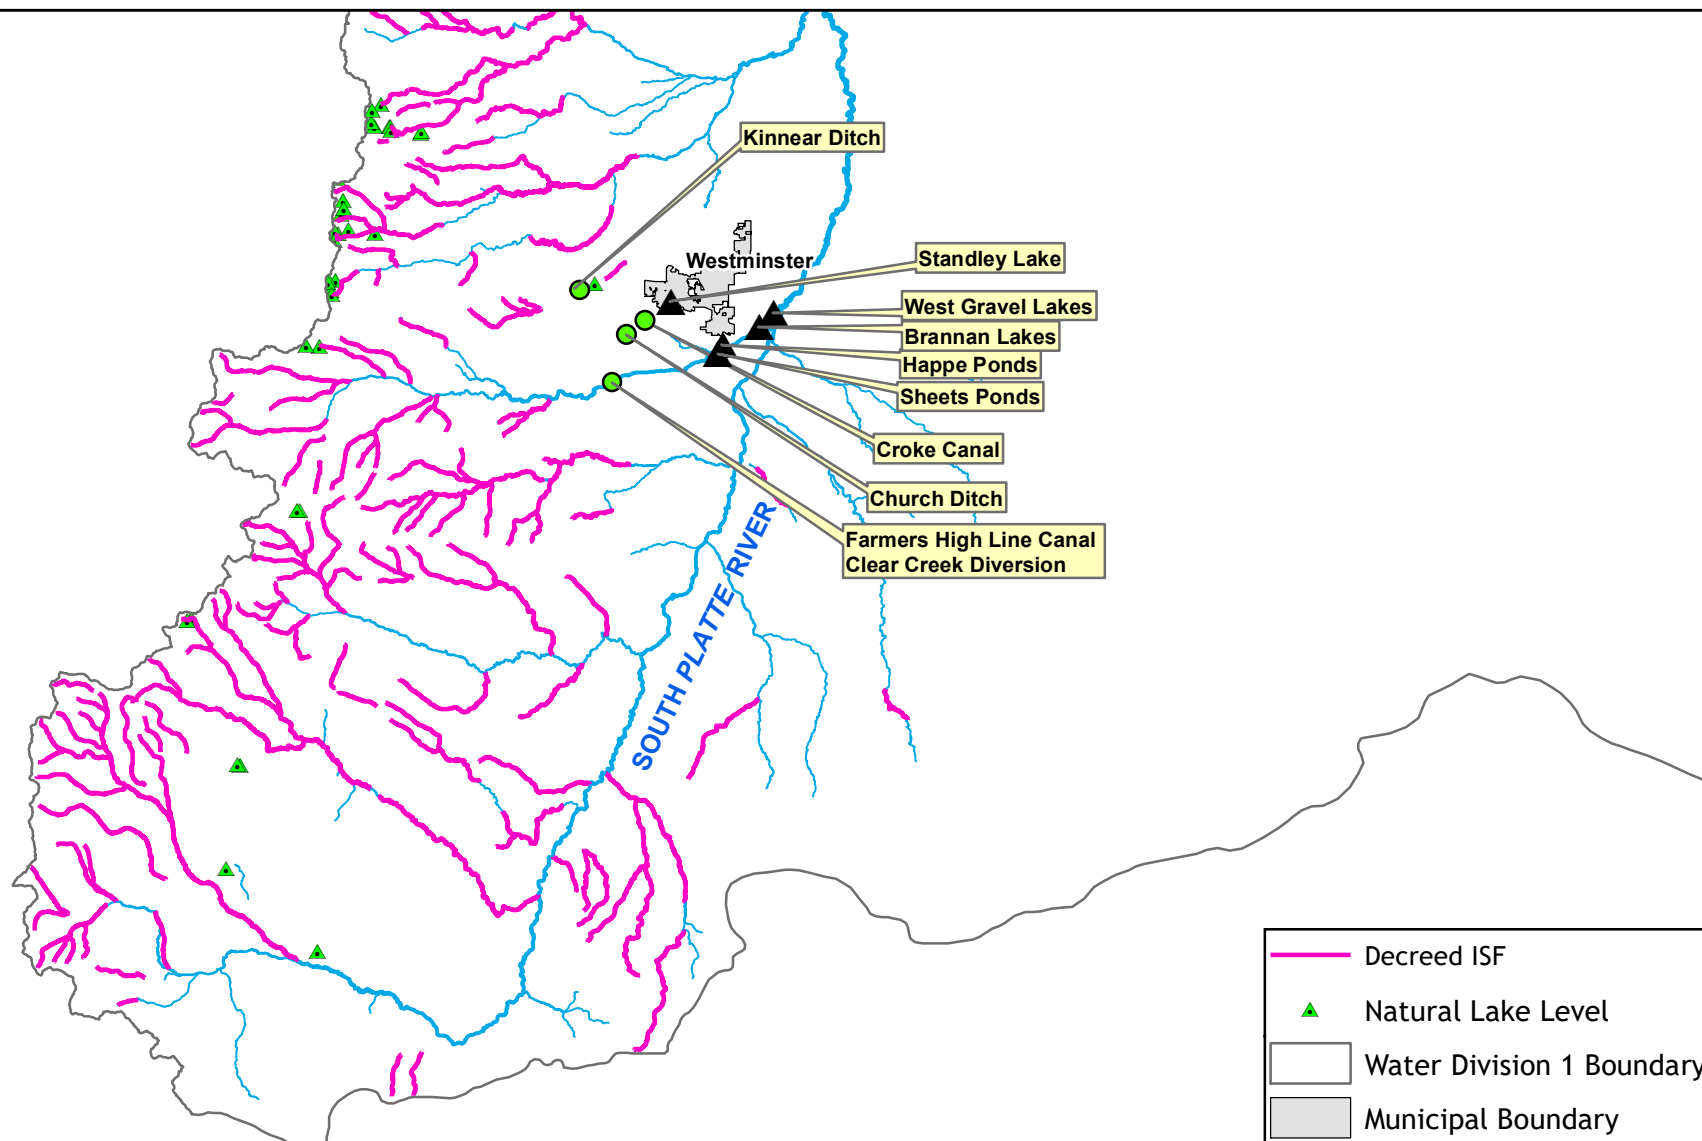 Kinnear Ditch
Westminster
Standley Lake
West Gravel Lakes
Brannan Lakes
Happe Ponds
Sheets Ponds
Croke Canal
Church Ditch
Farmers High Line Canal
Clear Creek Diversion
SOUTH PLATTE RIVER
Decreed ISF
Natural Lake Level
Water Division 1 Boundary
Municipal Boundary